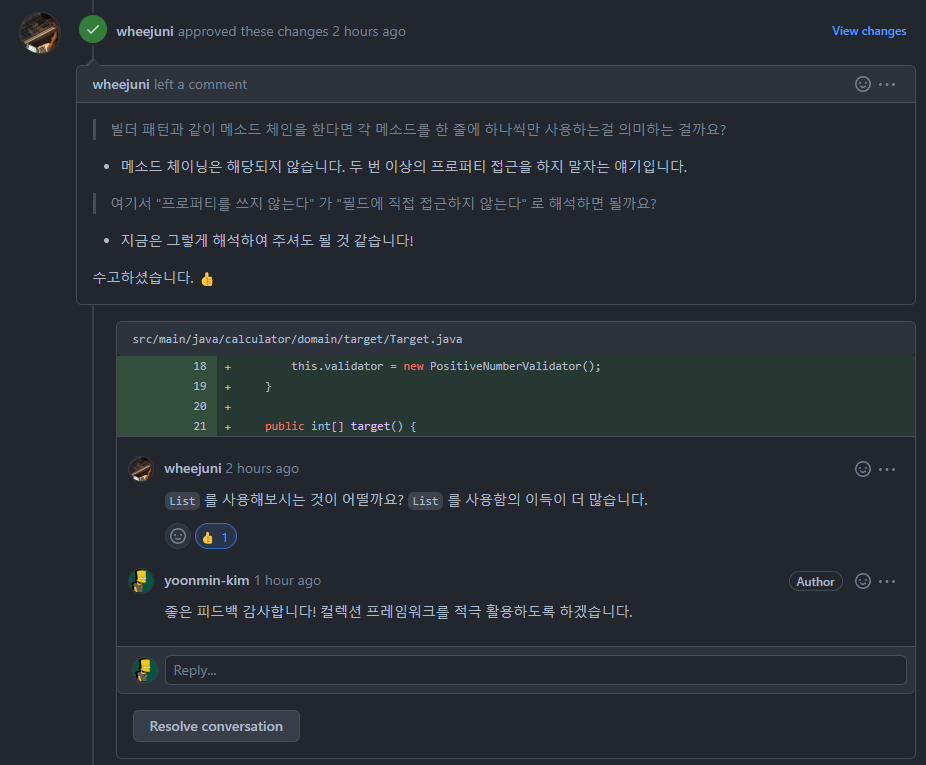 wheejuni approved these changes 2 hours ago
View changes
wheejuni left a comment
빌더 패턴과 같이 메소드 체인을 한다면 각 메소드를 한 줄에 하나씩만 사용하는걸 의미하는 걸까요?
• 메소드 체이닝은 해당되지 않습니다. 두 번 이상의 프로퍼티 접근을 하지 말자는 얘기입니다.
여기서 "프로퍼티를 쓰지 않는다" 가 "필드에 직접 접근하지 않는다" 로 해석하면 될까요?
• 지금은 그렇게 해석하여 주셔도 될 것 같습니다!
수고하셨습니다. 👍
src/main/java/calculator/domain/target/Target.java
18 + this.validator = new PositiveNumberValidator();
19 + }
20 +
21 + public int[] target() {
wheejuni 2 hours ago
List 를 사용해보시는 것이 어떨까요? List 를 사용함의 이득이 더 많습니다.
👍 1
yoonmin-kim 1 hour ago
Author
좋은 피드백 감사합니다! 컬렉션 프레임워크를 적극 활용하도록 하겠습니다.
Reply...
Resolve conversation